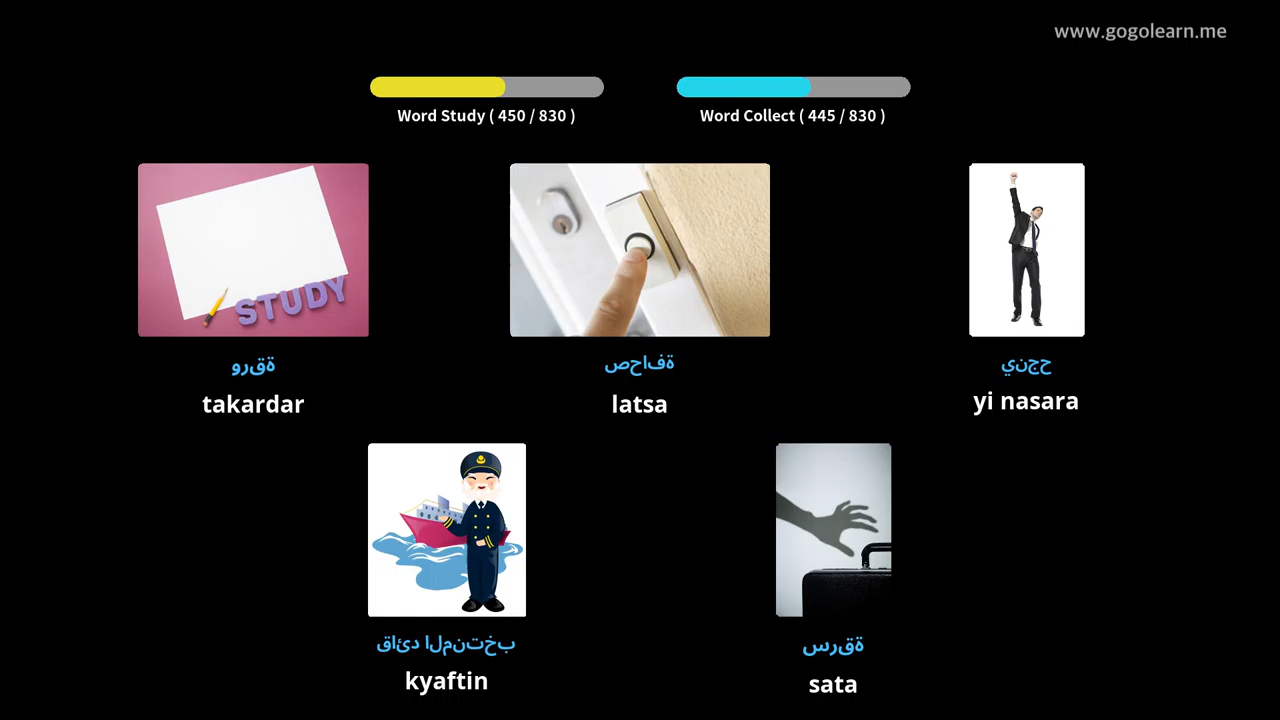 www.gogolearn.me
Word Study ( 450 / 830 )
Word Collect ( 445 / 830 )
STUDY
ورقة
takardar
صحافة
latsa
ينجح
yi nasara
قائد المنتخب
kyaftin
سرقة
sata